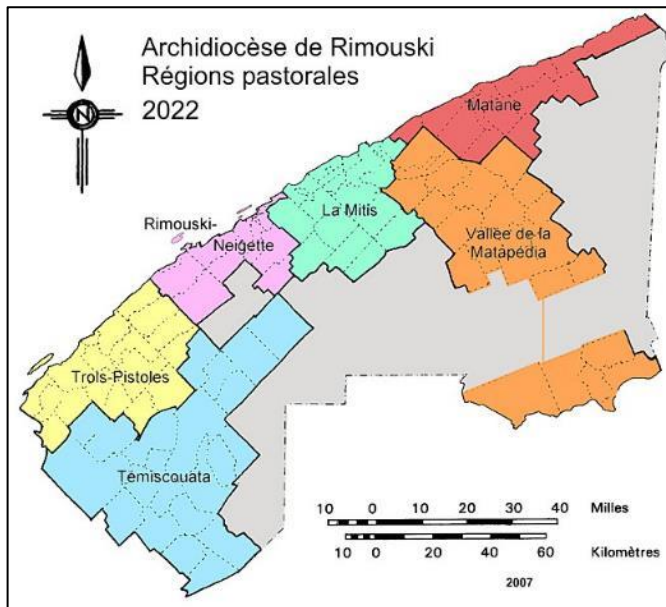 Archidiocèse de Rimouski
Régions pastorales
2022
N
Matane
La Mitis
Rimouski-
Neigette
Vallée de la
Matapédia
Trois-Pistoles
Témiscouata
10 0 10 20 30 40 Milles
10 0 20 40 60 Kilomètres
2007